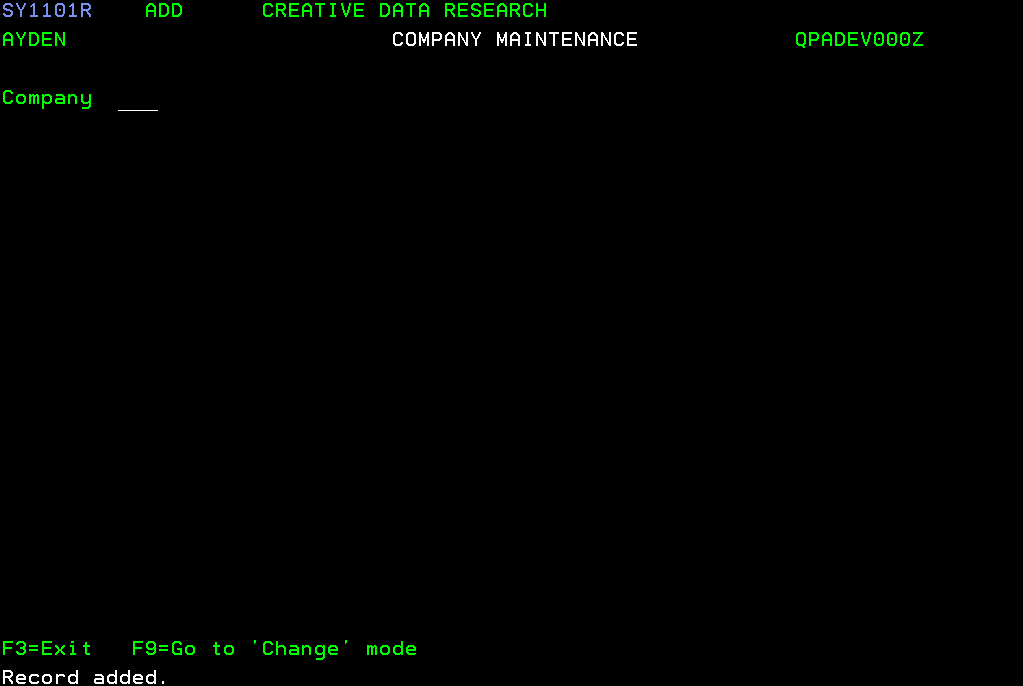 SY1101R ADD CREATIVE DATA RESEARCH
AYDEN COMPANY MAINTENANCE QPADEV000Z
Company ___
F3=Exit F9=Go to 'Change' mode
Record added.